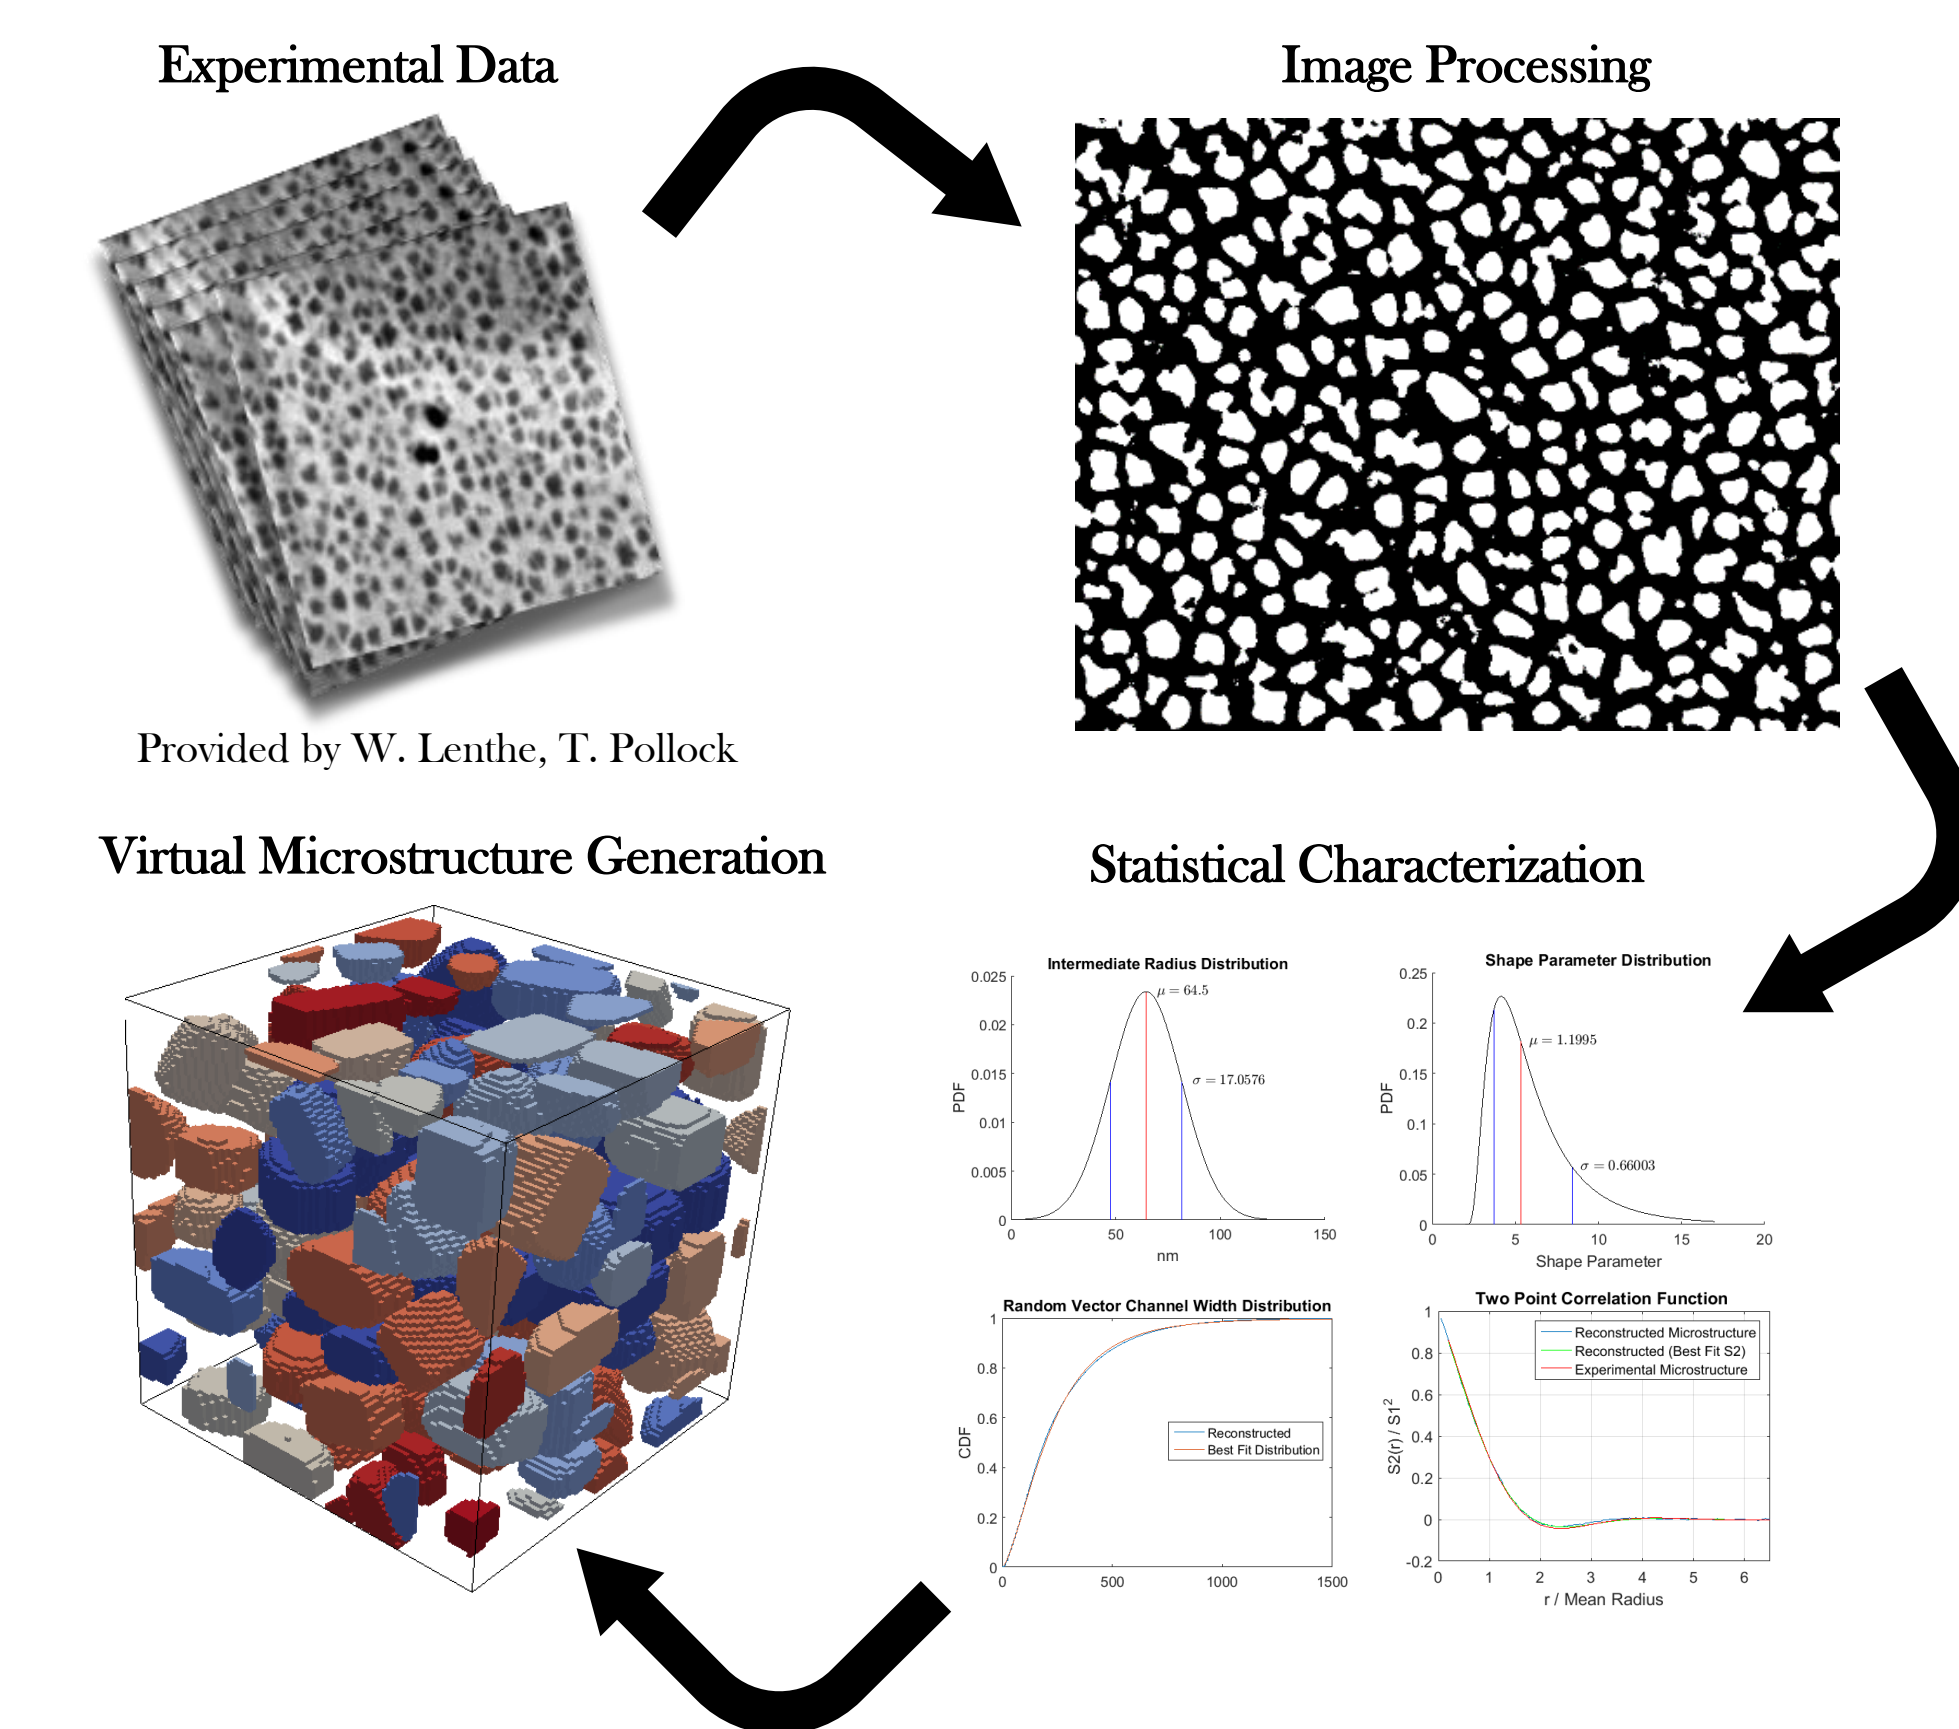 Experimental Data
Image Processing
Provided by W. Lenthe, T. Pollock
Virtual Microstructure Generation
Statistical Characterization
Intermediate Radius Distribution
0.025
0.02
0.015
0.01
0.005
0
PDF
μ = 64.5
σ = 17.0576
0 50 100 150
nm
Shape Parameter Distribution
0.25
0.2
0.15
0.1
0.05
0
PDF
μ = 1.1995
σ = 0.66003
0 5 10 15 20
Shape Parameter
Random Vector Channel Width Distribution
1
0.8
0.6
0.4
0.2
0
CDF
Reconstructed
Best Fit Distribution
0 500 1000 1500
Two Point Correlation Function
1
0.8
0.6
0.4
0.2
0
-0.2
S2(r) / S1²
Reconstructed Microstructure
Reconstructed (Best Fit S2)
Experimental Microstructure
0 1 2 3 4 5 6
r / Mean Radius